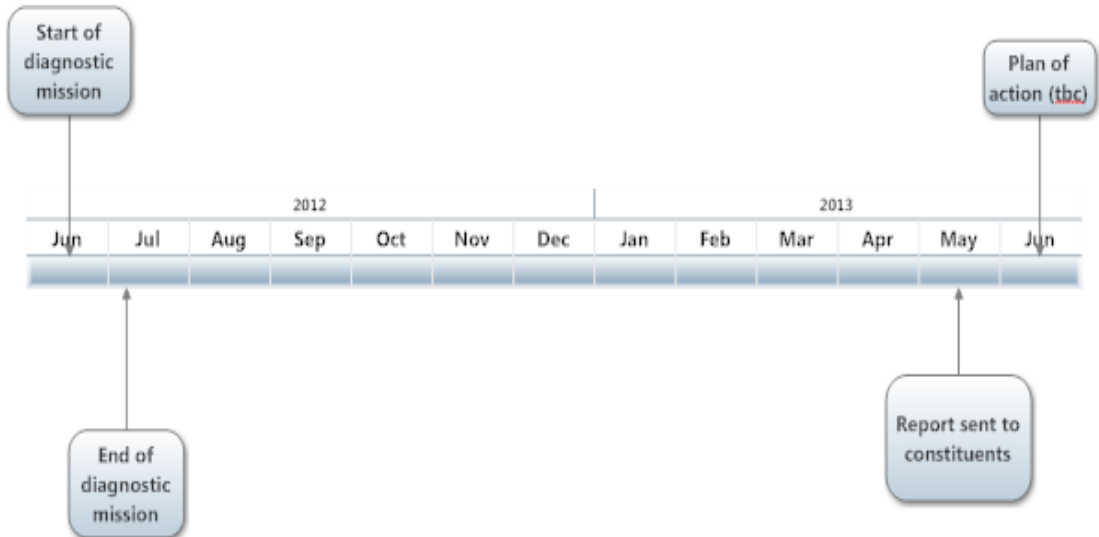 Start of
diagnostic
mission
Plan of
action (tbc)
2012
2013
Jun Jul Aug Sep Oct Nov Dec Jan Feb Mar Apr May Jun
Report sent to
constituents
End of
diagnostic
mission